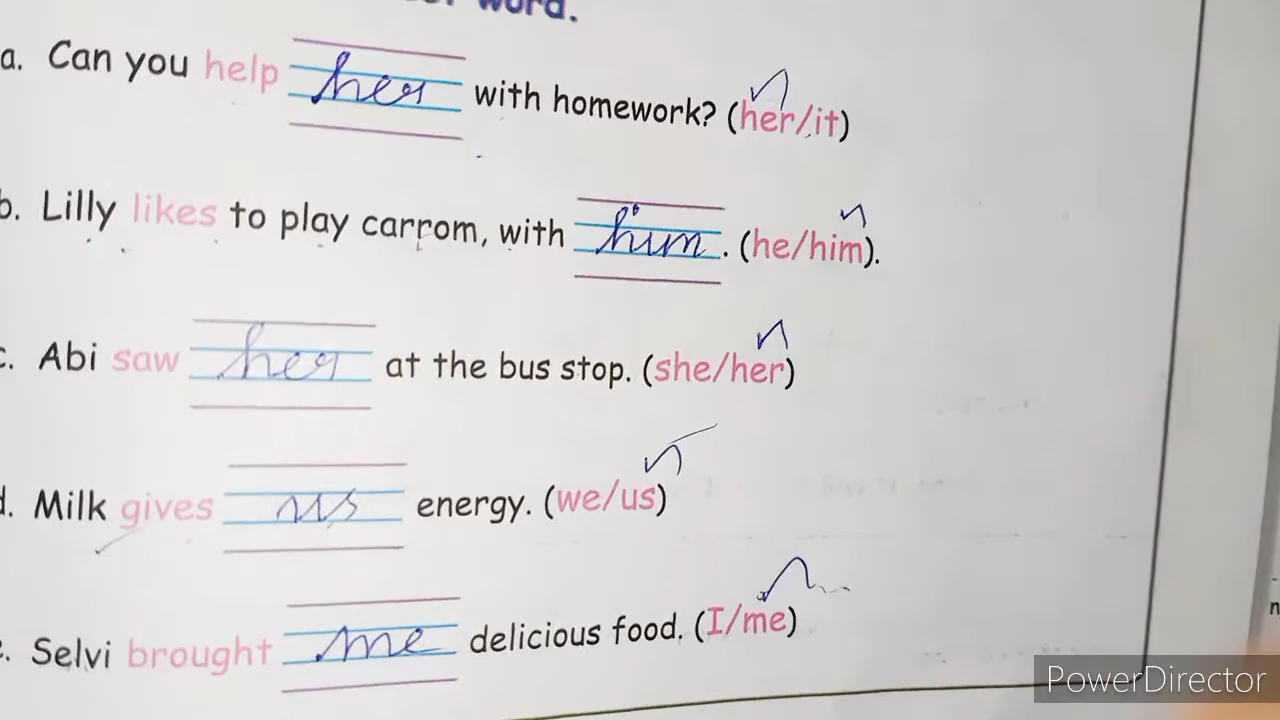 word.
a. Can you help her with homework? (her/it)
b. Lilly likes to play carrom, with him. (he/him).
c. Abi saw her at the bus stop. (she/her)
d. Milk gives us energy. (we/us)
e. Selvi brought me delicious food. (I/me)
PowerDirector